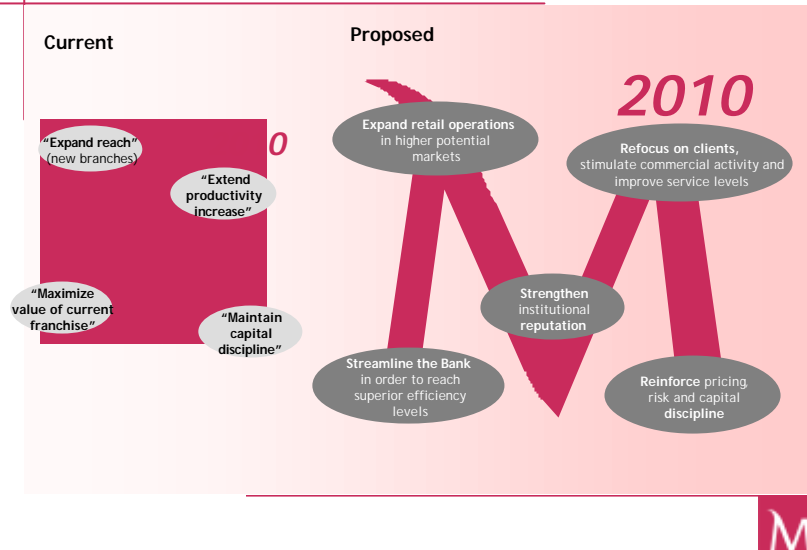 Current
Proposed
"Expand reach"
(new branches)
0
"Extend
productivity
increase"
"Maximize
value of current
franchise"
"Maintain
capital
discipline"
2010
Expand retail operations
in higher potential
markets
Refocus on clients,
stimulate commercial activity and
improve service levels
Strengthen
institutional
reputation
Streamline the Bank
in order to reach
superior efficiency
levels
Reinforce pricing,
risk and capital
discipline
M